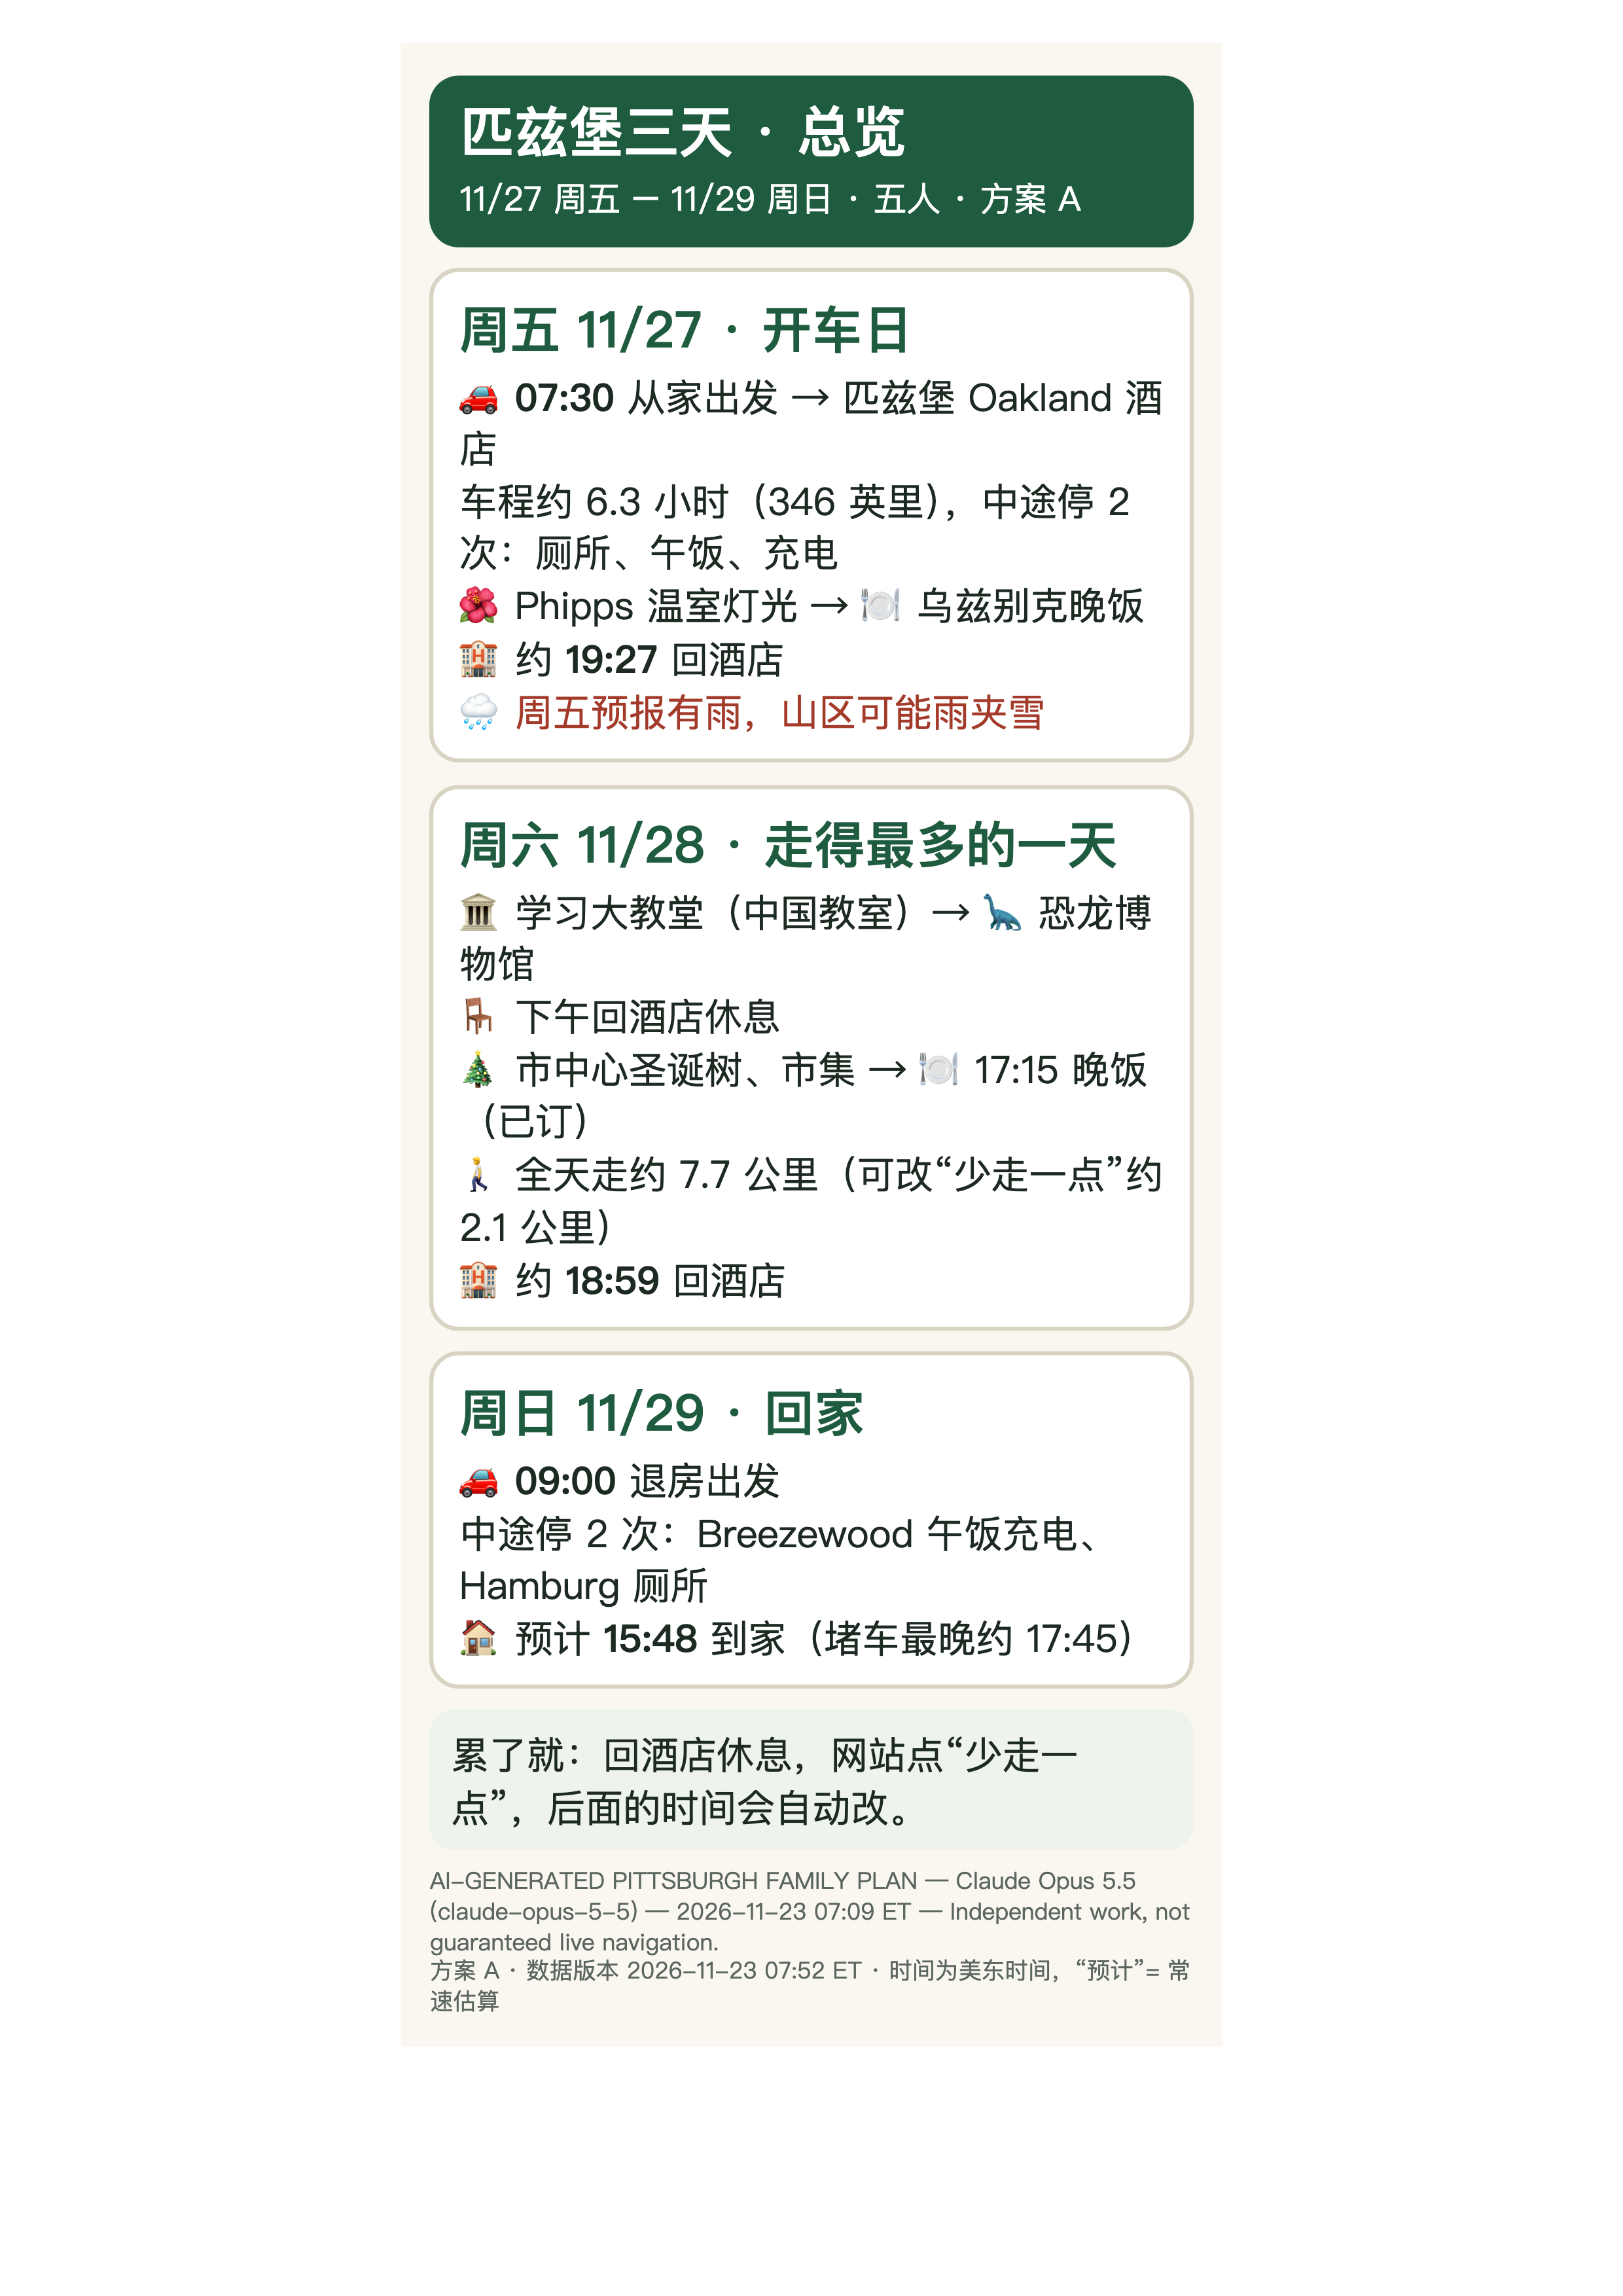 匹兹堡三天 · 总览
11/27 周五 — 11/29 周日 · 五人 · 方案 A
周五 11/27 · 开车日
🚗 07:30 从家出发 → 匹兹堡 Oakland 酒
店
车程约 6.3 小时（346 英里），中途停 2
次：厕所、午饭、充电
🌺 Phipps 温室灯光 → 🍽️ 乌兹别克晚饭
🏨 约 19:27 回酒店
🌧️ 周五预报有雨，山区可能雨夹雪
周六 11/28 · 走得最多的一天
🏛️ 学习大教堂（中国教室）→ 🦕 恐龙博
物馆
🪑 下午回酒店休息
🎄 市中心圣诞树、市集 → 🍽️ 17:15 晚饭
（已订）
🚶 全天走约 7.7 公里（可改“少走一点”约
2.1 公里）
🏨 约 18:59 回酒店
周日 11/29 · 回家
🚗 09:00 退房出发
中途停 2 次：Breezewood 午饭充电、
Hamburg 厕所
🏠 预计 15:48 到家（堵车最晚约 17:45）
累了就：回酒店休息，网站点“少走一
点”，后面的时间会自动改。
AI-GENERATED PITTSBURGH FAMILY PLAN — Claude Opus 5.5
(claude-opus-5-5) — 2026-11-23 07:09 ET — Independent work, not
guaranteed live navigation.
方案 A · 数据版本 2026-11-23 07:52 ET · 时间为美东时间，“预计”= 常
速估算